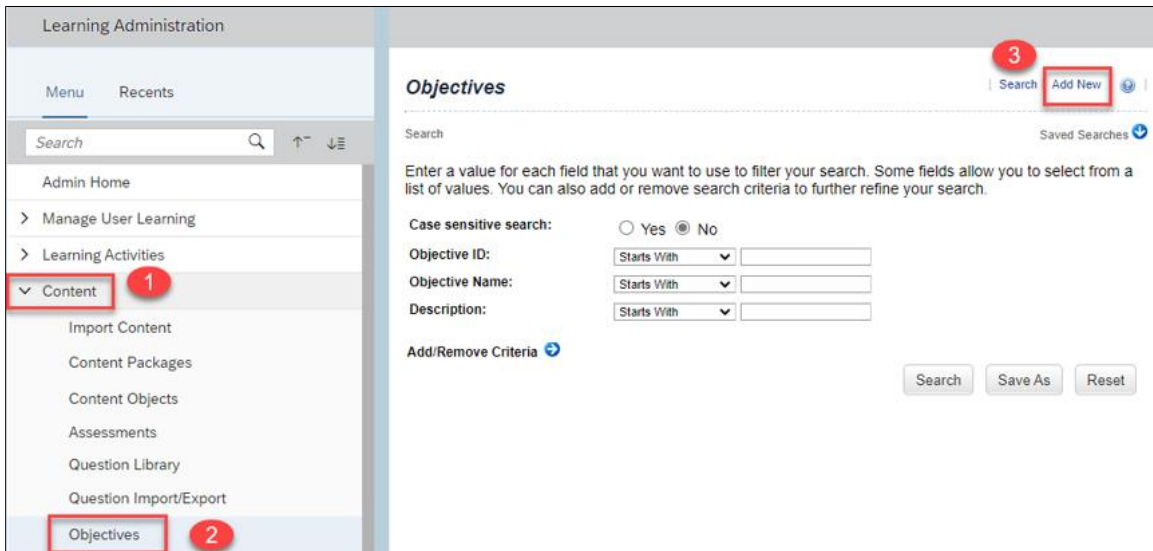 Learning Administration
Menu Recents
Search
Admin Home
Manage User Learning
Learning Activities
Content 1
Import Content
Content Packages
Content Objects
Assessments
Question Library
Question Import/Export
Objectives 2
3
Objectives
Search Add New
Search
Saved Searches
Enter a value for each field that you want to use to filter your search. Some fields allow you to select from a
list of values. You can also add or remove search criteria to further refine your search.
Case sensitive search: Yes No
Objective ID: Starts With
Objective Name: Starts With
Description: Starts With
Add/Remove Criteria
Search Save As Reset